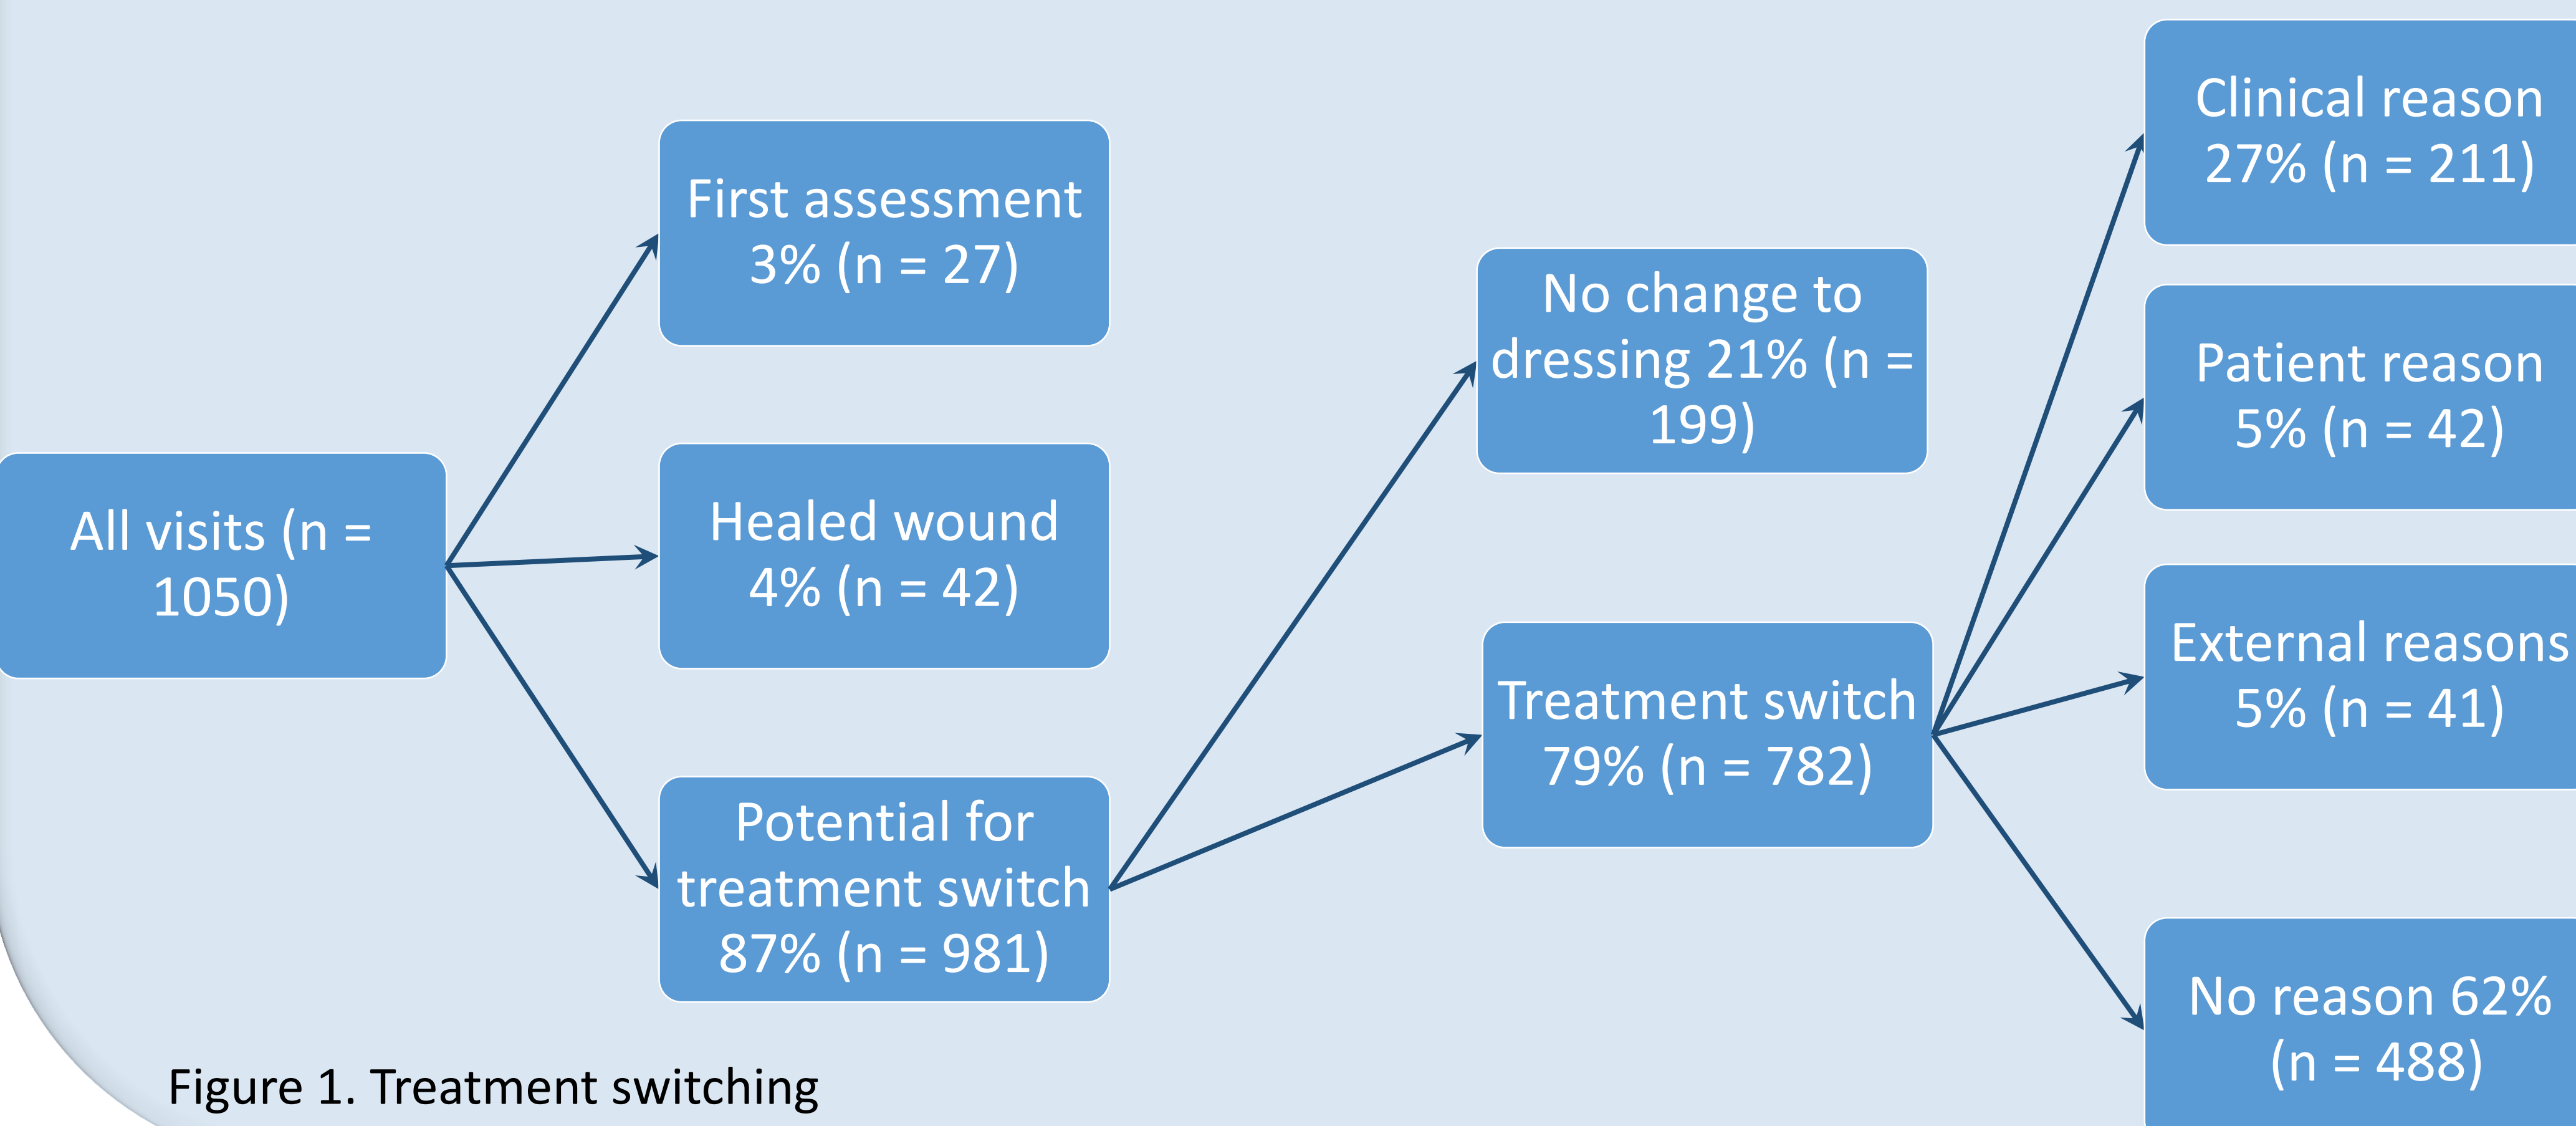 All visits (n =
1050)
First assessment
3% (n = 27)
Healed wound
4% (n = 42)
Potential for
treatment switch
87% (n = 981)
No change to
dressing 21% (n =
199)
Treatment switch
79% (n = 782)
Clinical reason
27% (n = 211)
Patient reason
5% (n = 42)
External reasons
5% (n = 41)
No reason 62%
(n = 488)
Figure 1. Treatment switching